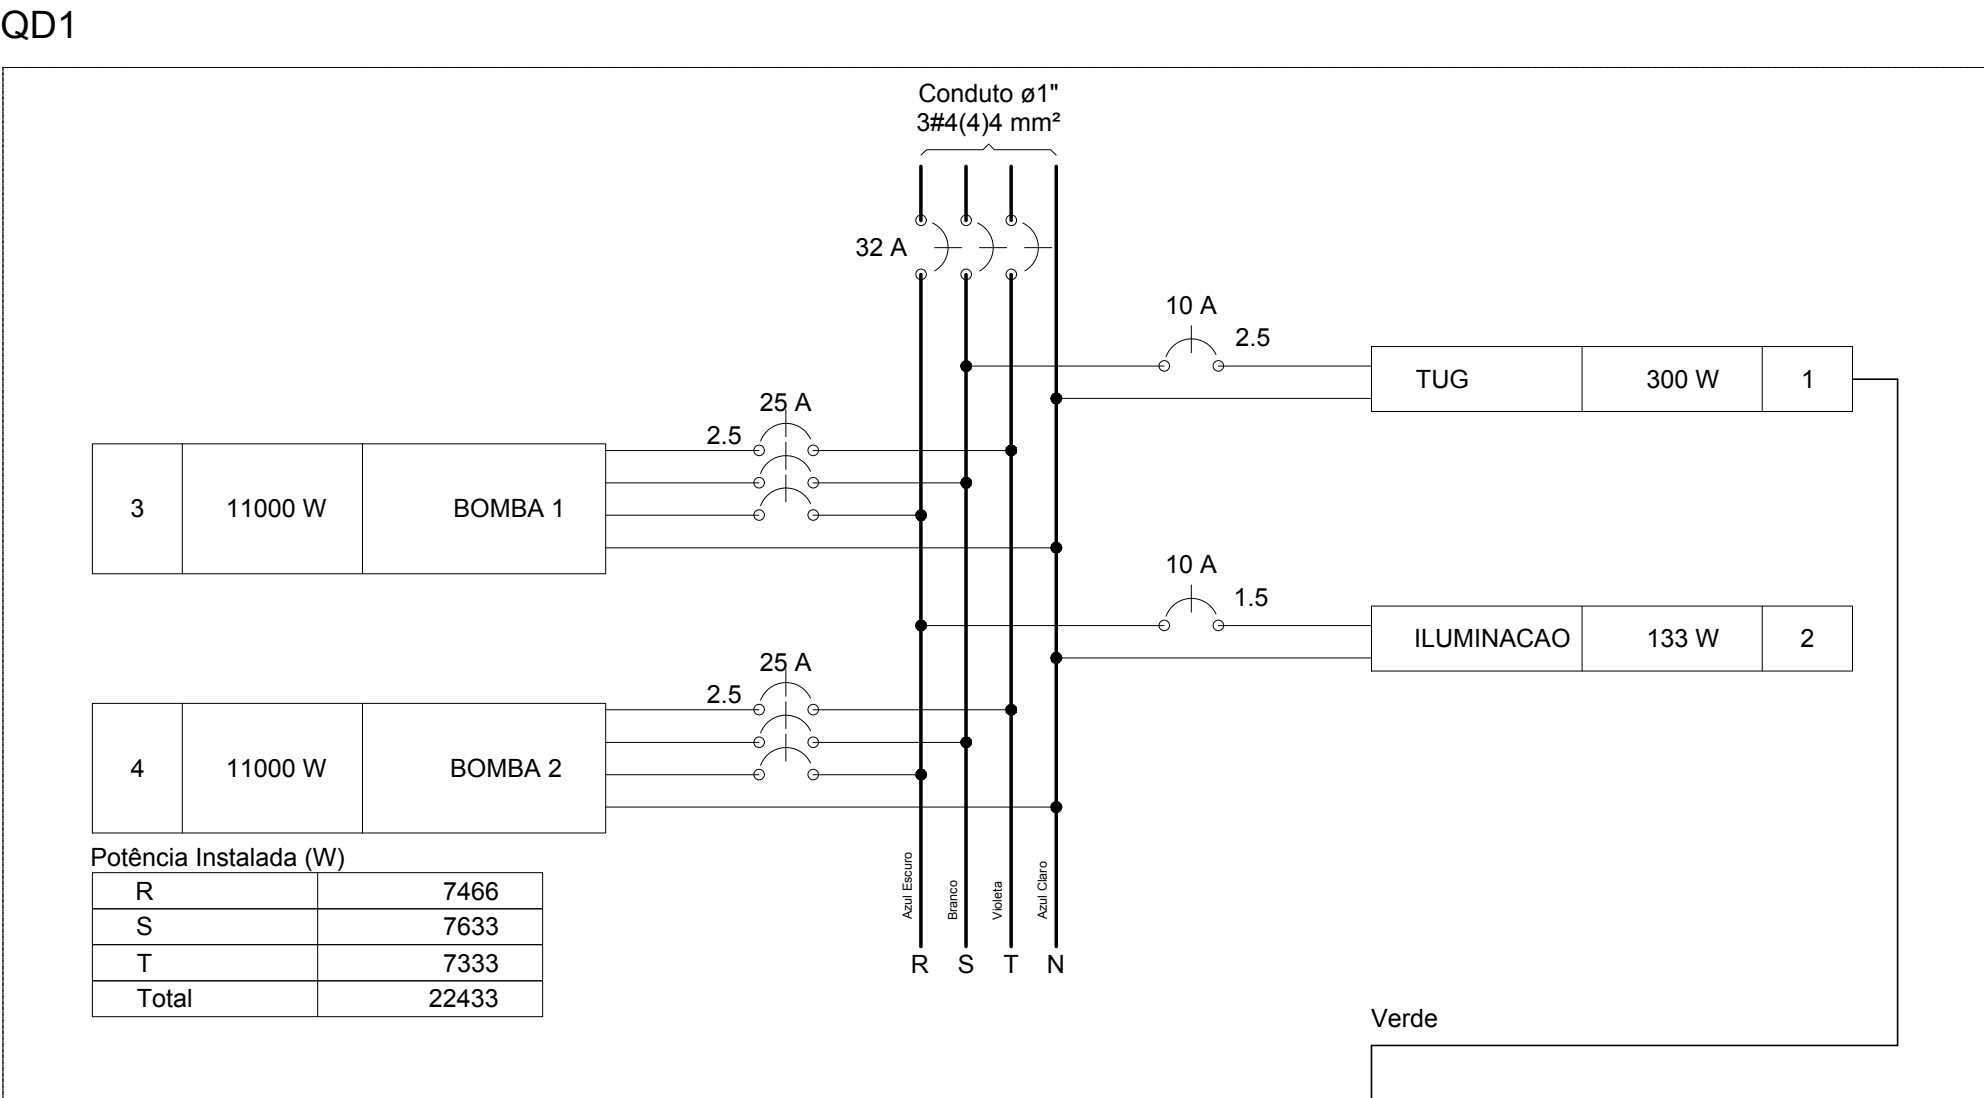 QD1
Conduto ø1"
3#4(4)4 mm²
32 A
10 A
2.5
TUG 300 W 1
25 A
2.5
3 11000 W BOMBA 1
10 A
1.5
ILUMINACAO 133 W 2
25 A
2.5
4 11000 W BOMBA 2
Potência Instalada (W)
R 7466
S 7633
T 7333
Total 22433
Azul Escuro
Branco
Violeta
Azul Claro
R S T N
Verde